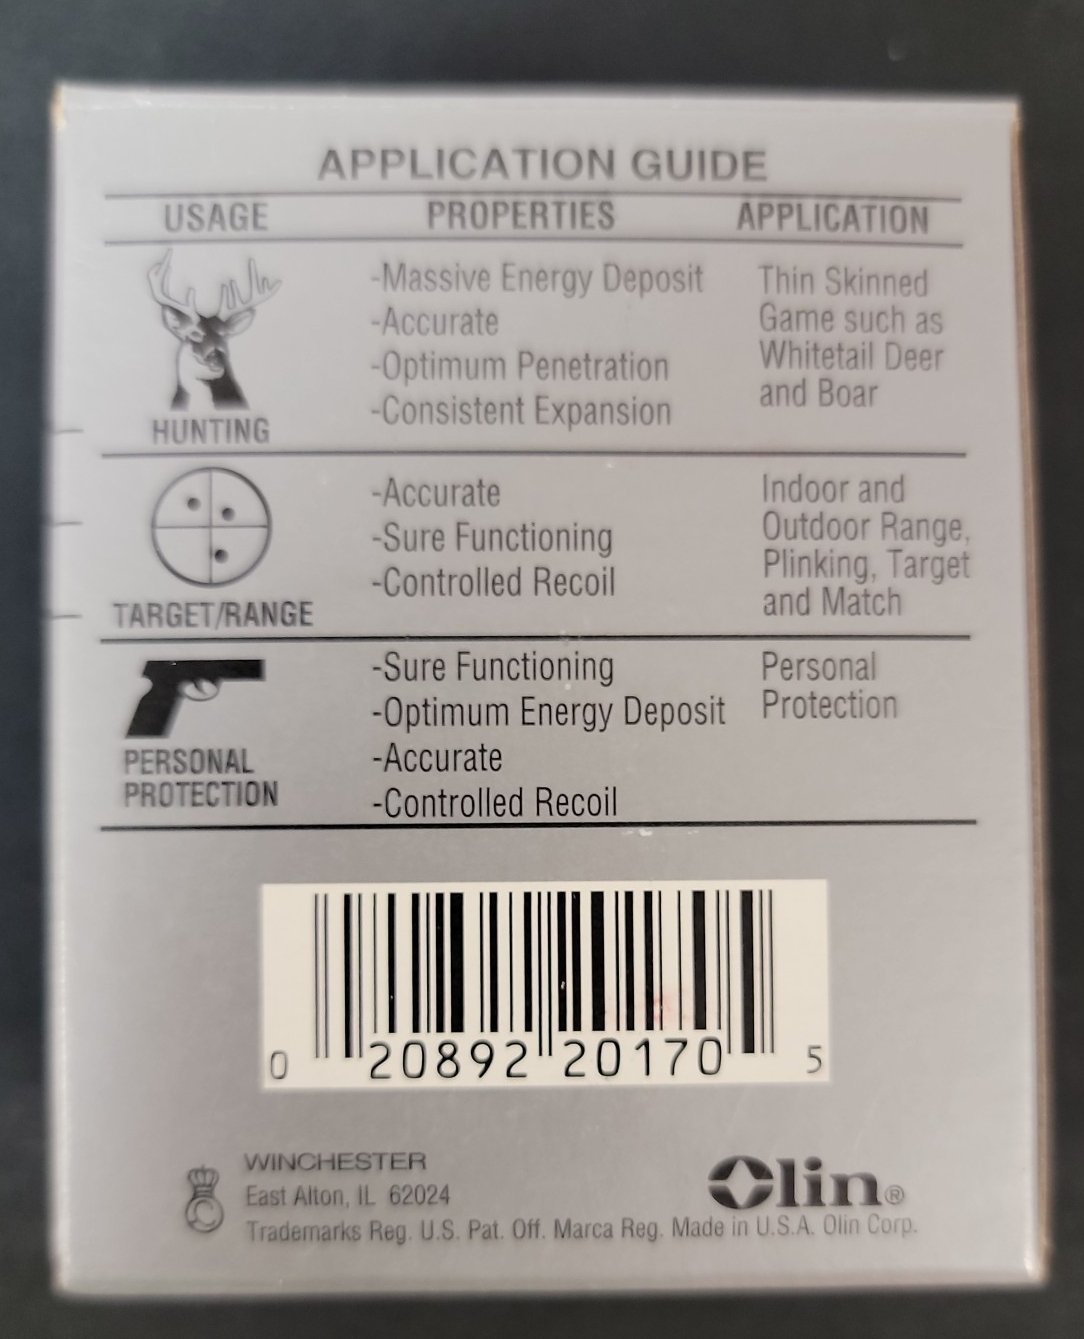 APPLICATION GUIDE
USAGE PROPERTIES APPLICATION
HUNTING
-Massive Energy Deposit
-Accurate
-Optimum Penetration
-Consistent Expansion
Thin Skinned
Game such as
Whitetail Deer
and Boar
TARGET/RANGE
-Accurate
-Sure Functioning
-Controlled Recoil
Indoor and
Outdoor Range,
Plinking, Target
and Match
PERSONAL
PROTECTION
-Sure Functioning
-Optimum Energy Deposit
-Accurate
-Controlled Recoil
Personal
Protection
0 20892 20170 5
WINCHESTER
East Alton, IL 62024
Trademarks Reg. U.S. Pat. Off. Marca Reg. Made in U.S.A. Olin Corp.
Olin®